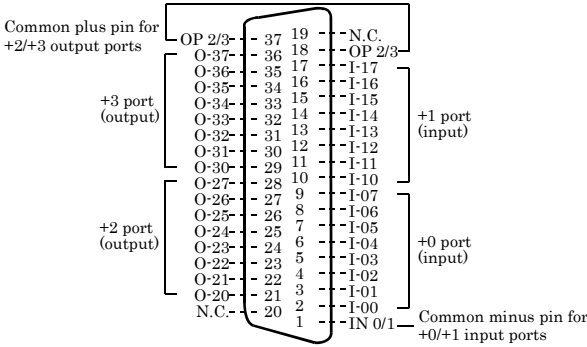 Common plus pin for
+2/+3 output ports
OP 2/3 37 19 N.C.
O-37 36 18 OP 2/3
O-36 35 17 I-17
O-35 34 16 I-16
O-34 33 15 I-15
O-33 32 14 I-14
O-32 31 13 I-13
O-31 30 12 I-12
O-30 29 11 I-11
O-27 28 10 I-10
O-26 27 9 I-07
O-25 26 8 I-06
O-24 25 7 I-05
O-23 24 6 I-04
O-22 23 5 I-03
O-21 22 4 I-02
O-20 21 3 I-01
N.C. 20 2 I-00
1 IN 0/1
+3 port
(output)
+2 port
(output)
+1 port
(input)
+0 port
(input)
Common minus pin for
+0/+1 input ports